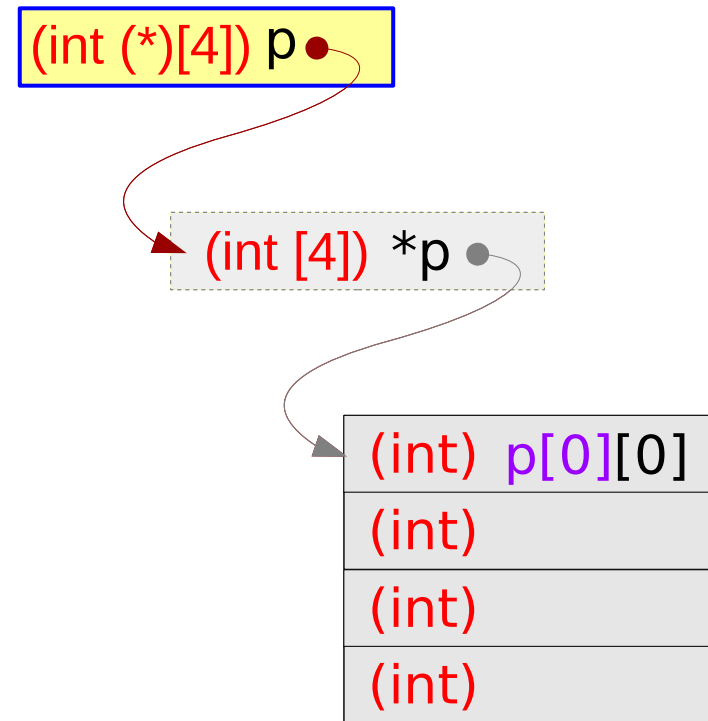 (int (*)[4]) p
(int [4]) *p
(int) p[0][0]
(int)
(int)
(int)